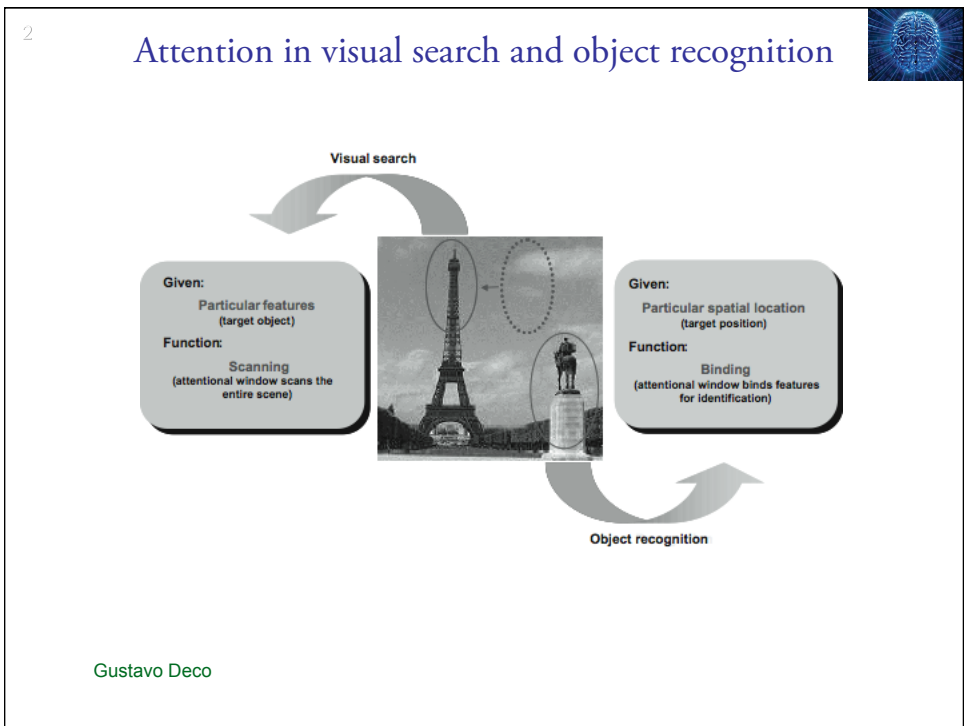 2
Attention in visual search and object recognition
Visual search
Given:
Particular features
(target object)
Function:
Scanning
(attentional window scans the
entire scene)
Given:
Particular spatial location
(target position)
Function:
Binding
(attentional window binds features
for identification)
Object recognition
Gustavo Deco